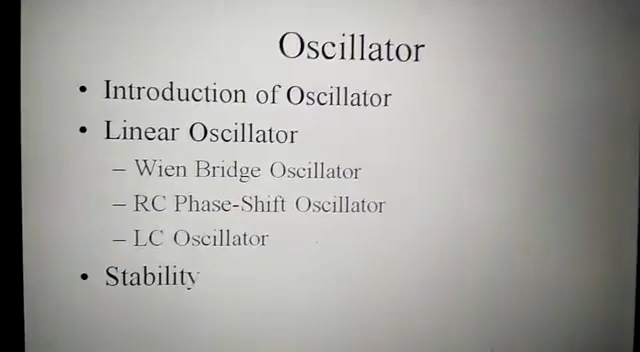 Oscillator
• Introduction of Oscillator
• Linear Oscillator
– Wien Bridge Oscillator
– RC Phase-Shift Oscillator
– LC Oscillator
• Stability